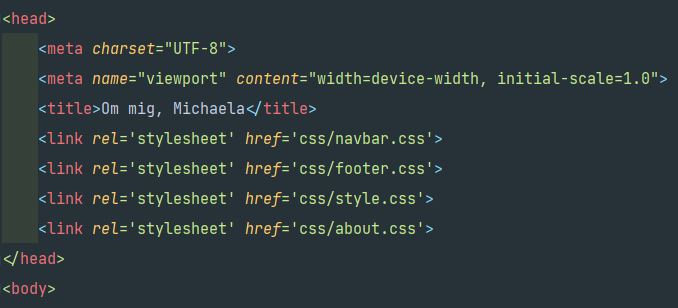 <head>
<meta charset="UTF-8">
<meta name="viewport" content="width=device-width, initial-scale=1.0">
<title>Om mig, Michaela</title>
<link rel='stylesheet' href='css/navbar.css'>
<link rel='stylesheet' href='css/footer.css'>
<link rel='stylesheet' href='css/style.css'>
<link rel='stylesheet' href='css/about.css'>
</head>
<body>